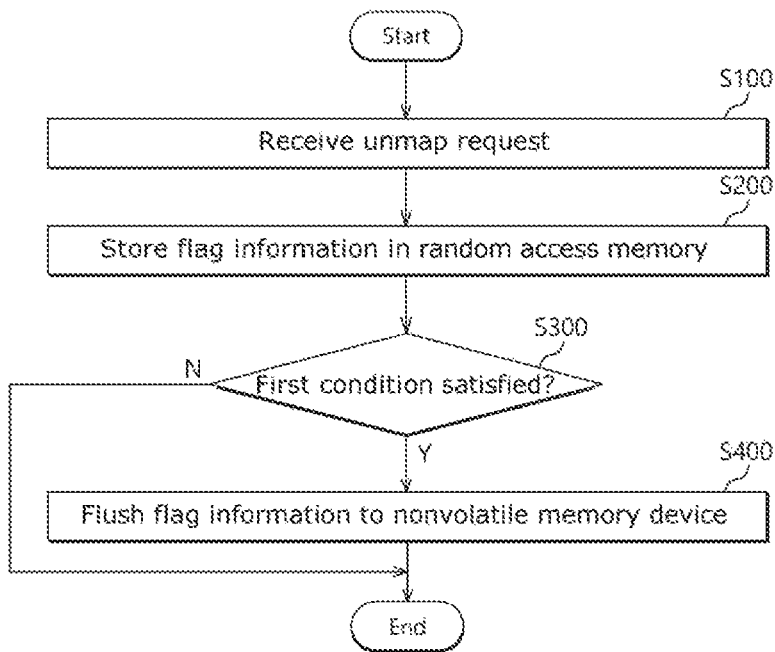 Start
S100
Receive unmap request
S200
Store flag information in random access memory
S300
N
First condition satisfied?
Y
S400
Flush flag information to nonvolatile memory device
End